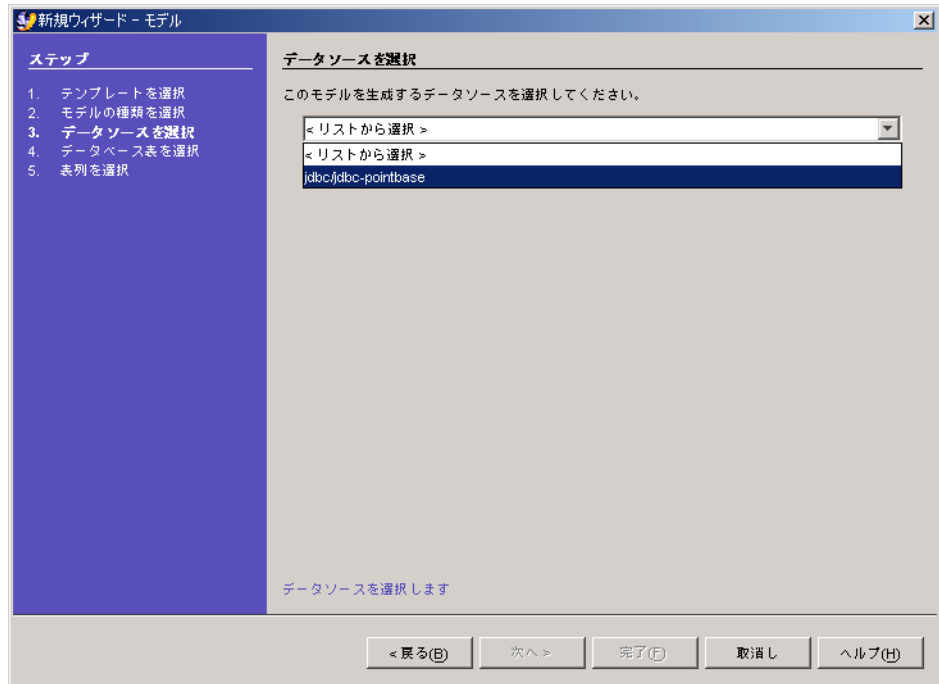 新規ウィザード - モデル
ステップ
1. テンプレートを選択
2. モデルの種類を選択
3. データソースを選択
4. データベース表を選択
5. 表列を選択
データソースを選択
このモデルを生成するデータソースを選択してください。
< リストから選択 >
< リストから選択 >
jdbc/jdbc-pointbase
データソースを選択します
< 戻る(B)
次へ >
完了(F)
取消し
ヘルプ(H)